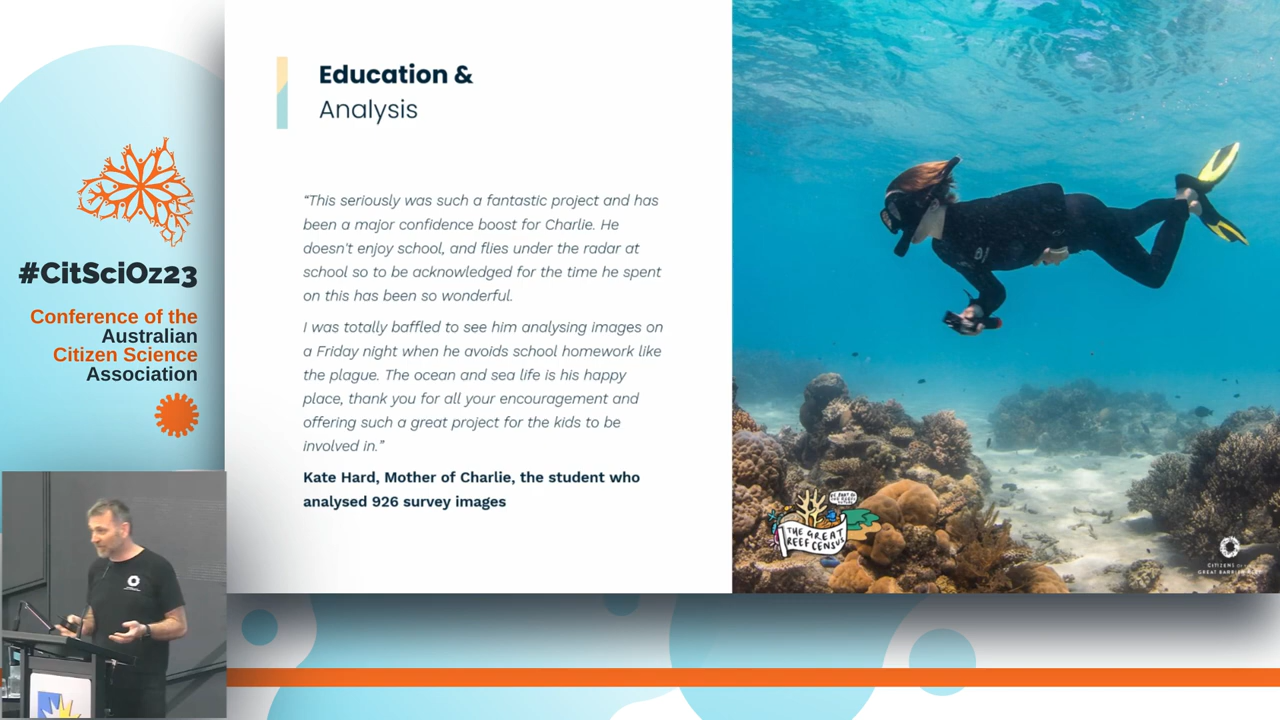 Education &
Analysis
“This seriously was such a fantastic project and has
been a major confidence boost for Charlie. He
doesn't enjoy school, and flies under the radar at
school so to be acknowledged for the time he spent
on this has been so wonderful.
I was totally baffled to see him analysing images on
a Friday night when he avoids school homework like
the plague. The ocean and sea life is his happy
place, thank you for all your encouragement and
offering such a great project for the kids to be
involved in.”
Kate Hard, Mother of Charlie, the student who
analysed 926 survey images
#CitSciOz23
Conference of the
Australian
Citizen Science
Association
THE GREAT
REEF CENSUS
CITIZENS
GREAT BARRIER